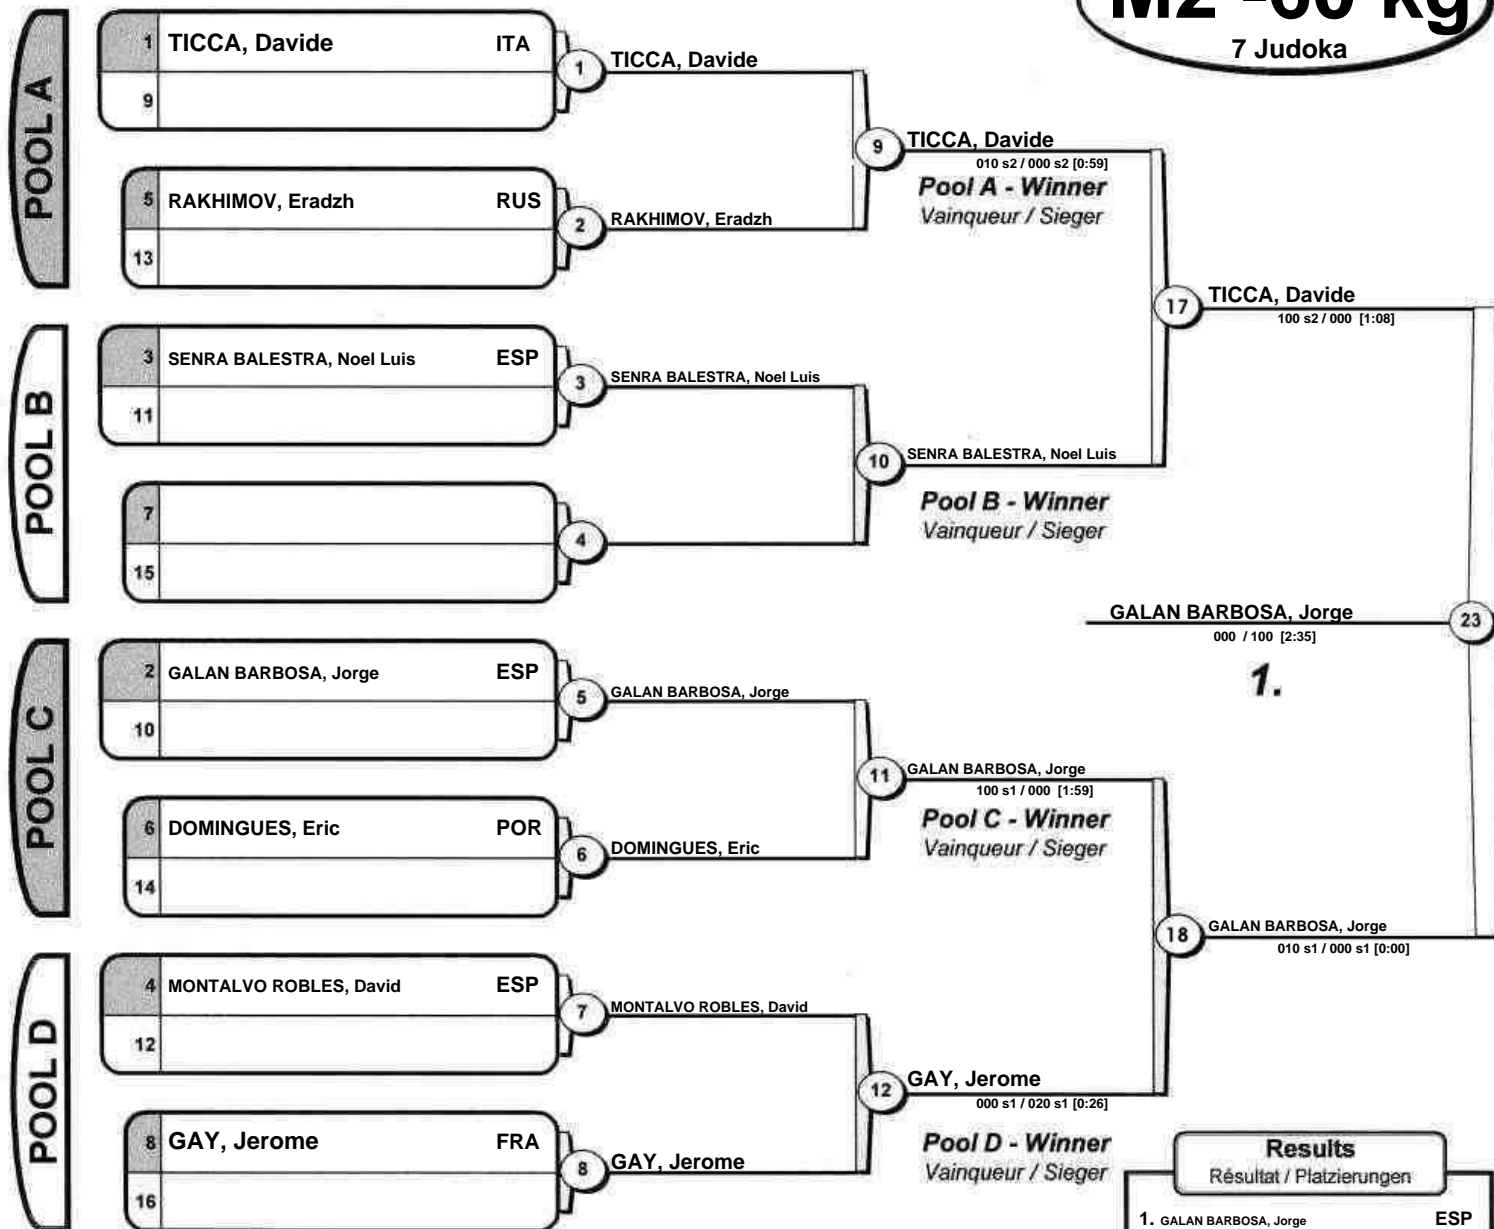 M2 -60 kg
7 Judoka
POOL A
1 TICCA, Davide ITA
9
1 TICCA, Davide
5 RAKHIMOV, Eradzh RUS
13
2 RAKHIMOV, Eradzh
9 TICCA, Davide
010 s2 / 000 s2 [0:59]
Pool A - Winner
Vainqueur / Sieger
POOL B
3 SENRA BALESTRA, Noel Luis ESP
11
3 SENRA BALESTRA, Noel Luis
7
15
4
10 SENRA BALESTRA, Noel Luis
Pool B - Winner
Vainqueur / Sieger
17 TICCA, Davide
100 s2 / 000 [1:08]
GALAN BARBOSA, Jorge 23
000 / 100 [2:35]
1.
POOL C
2 GALAN BARBOSA, Jorge ESP
10
5 GALAN BARBOSA, Jorge
6 DOMINGUES, Eric POR
14
6 DOMINGUES, Eric
11 GALAN BARBOSA, Jorge
100 s1 / 000 [1:59]
Pool C - Winner
Vainqueur / Sieger
18 GALAN BARBOSA, Jorge
010 s1 / 000 s1 [0:00]
POOL D
4 MONTALVO ROBLES, David ESP
12
7 MONTALVO ROBLES, David
8 GAY, Jerome FRA
16
8 GAY, Jerome
12 GAY, Jerome
000 s1 / 020 s1 [0:26]
Pool D - Winner
Vainqueur / Sieger
Results
Résultat / Platzierungen
1. GALAN BARBOSA, Jorge ESP